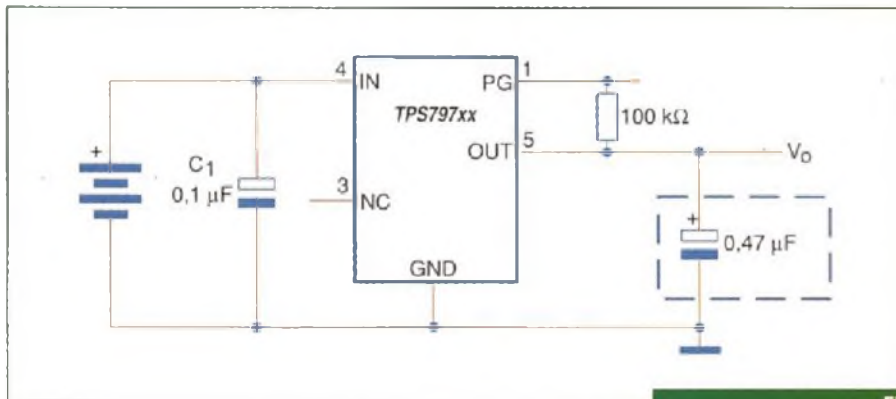 4
IN
PG
1
TPS797xx
100 kΩ
C1
0,1 µF
+
OUT
5
V0
3
NC
+
0,47 µF
GND